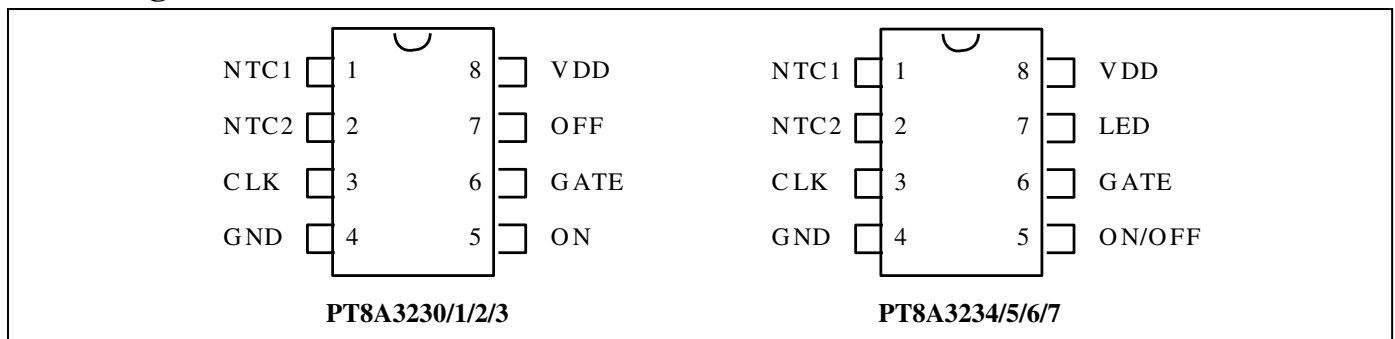 NTC1 1 8 VDD
NTC2 2 7 OFF
CLK 3 6 GATE
GND 4 5 ON
PT8A3230/1/2/3
NTC1 1 8 VDD
NTC2 2 7 LED
CLK 3 6 GATE
GND 4 5 ON/OFF
PT8A3234/5/6/7